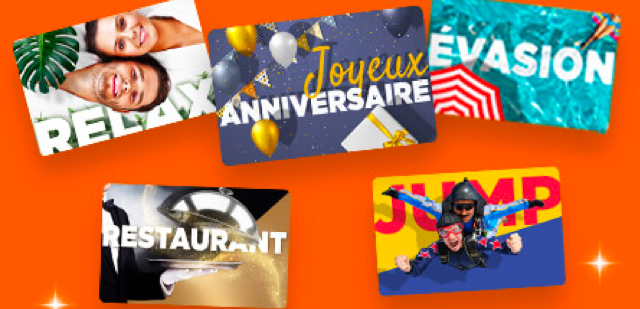 RELAX
Joyeux
ANNIVERSAIRE
ÉVASION
RESTAURANT
JUMP